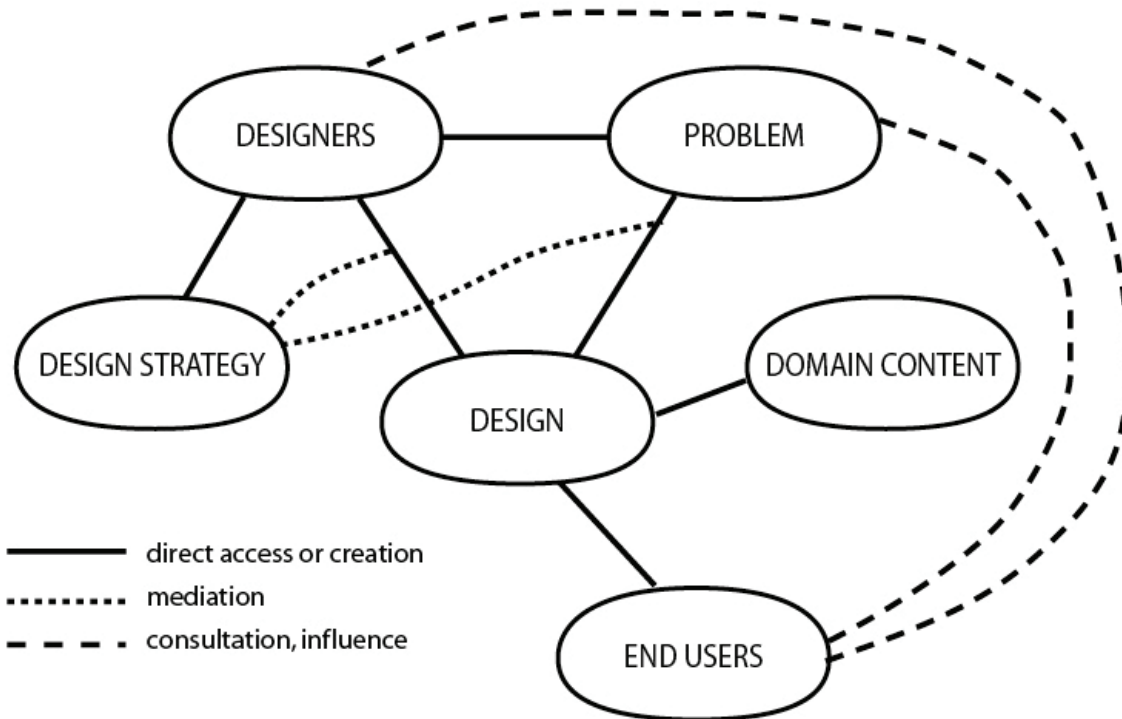 DESIGNERS
PROBLEM
DESIGN STRATEGY
DOMAIN CONTENT
DESIGN
direct access or creation
mediation
consultation, influence
END USERS